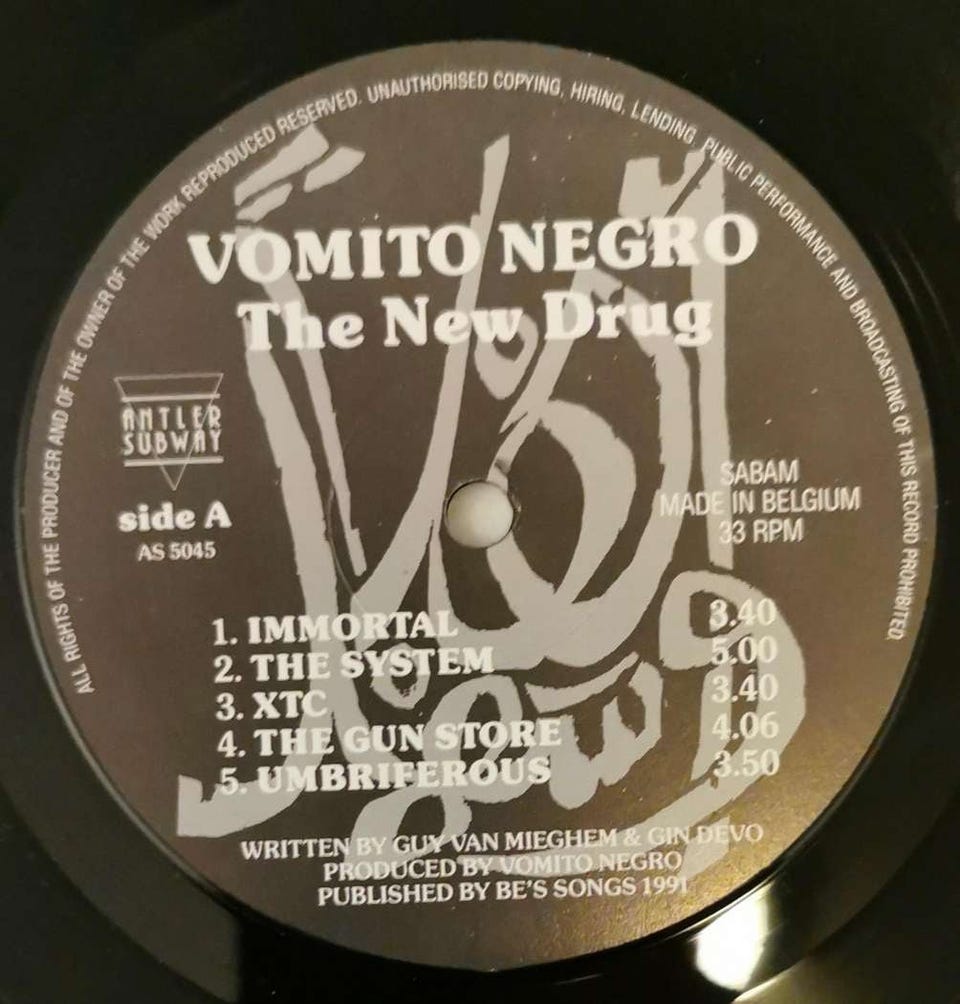 ALL RIGHTS OF THE PRODUCER AND OF THE OWNER OF THE WORK REPRODUCED RESERVED. UNAUTHORISED COPYING, HIRING, LENDING, PUBLIC PERFORMANCE AND BROADCASTING OF THIS RECORD PROHIBITED.
VOMITO NEGRO
The New Drug
ANTLER
SUBWAY
side A
AS 5045
SABAM
MADE IN BELGIUM
33 RPM
1. IMMORTAL 3.40
2. THE SYSTEM 5.00
3. XTC 3.40
4. THE GUN STORE 4.06
5. UMBRIFEROUS 3.50
WRITTEN BY GUY VAN MIEGHEM & GIN DEVO
PRODUCED BY VOMITO NEGRO
PUBLISHED BY BE'S SONGS 1991